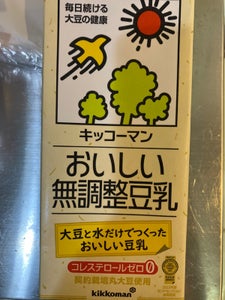 毎日続ける
大豆の健康
キッコーマン
おいしい
無調整豆乳
大豆と水だけでつくった
おいしい豆乳
コレステロールゼロ0
契約栽培丸大豆使用
kikkoman